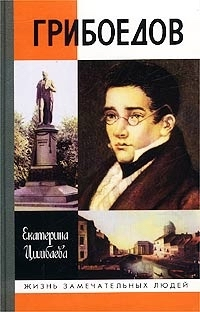 ГРИБОЕДОВ
Екатерина
Цимбаева
ЖИЗНЬ ЗАМЕЧАТЕЛЬНЫХ ЛЮДЕЙ